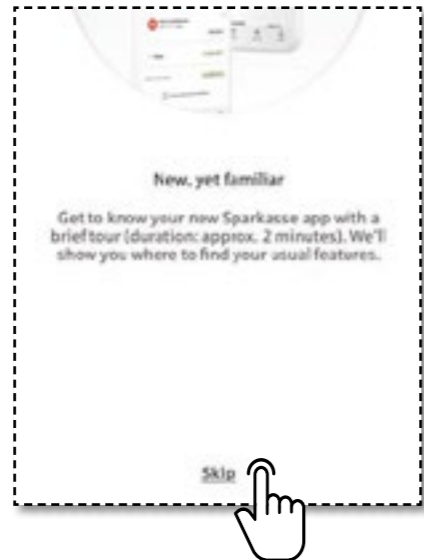 New, yet familiar
Get to know your new Sparkasse app with a
brief tour (duration: approx. 2 minutes). We'll
show you where to find your usual features.
Skip